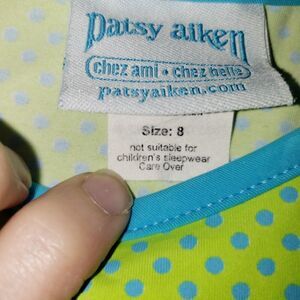 patsy aiken
chez ami • chez belle
patsyaiken.com
Size: 8
not suitable for
children's sleepwear
Care Over